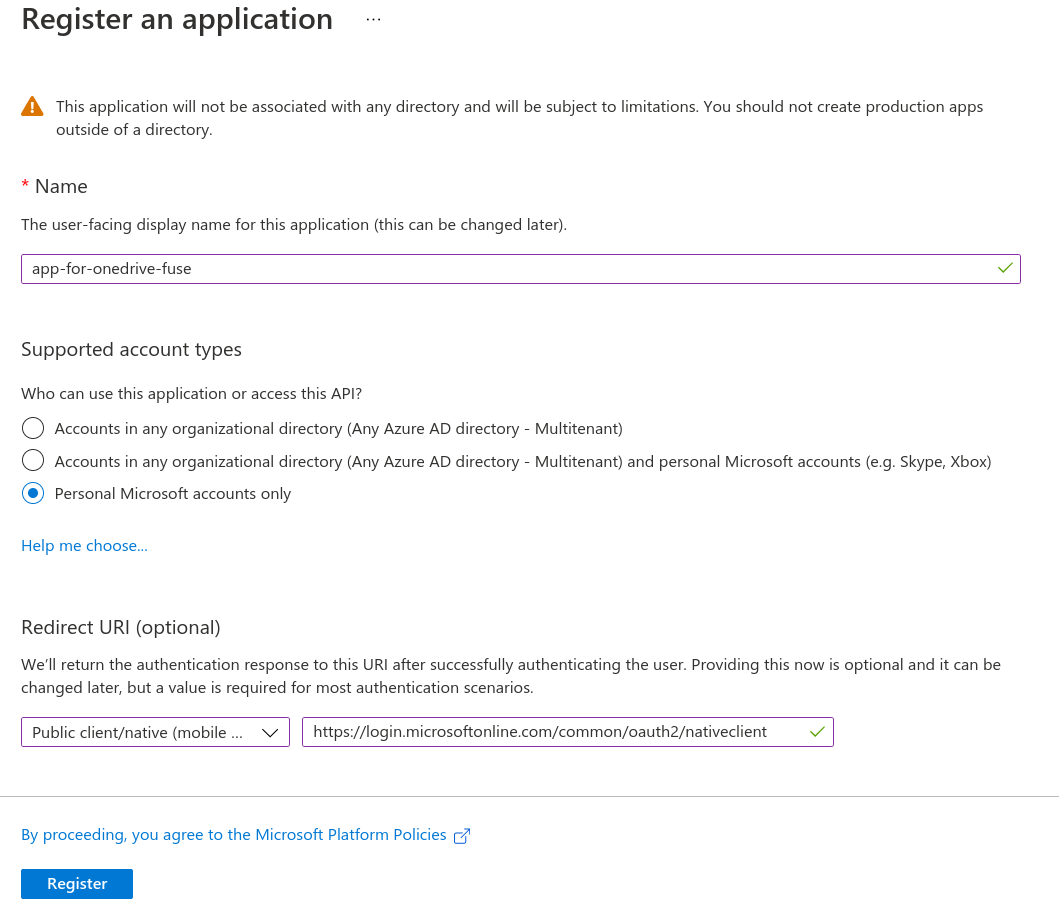 Register an application ...
This application will not be associated with any directory and will be subject to limitations. You should not create production apps
outside of a directory.
* Name
The user-facing display name for this application (this can be changed later).
app-for-onedrive-fuse
Supported account types
Who can use this application or access this API?
Accounts in any organizational directory (Any Azure AD directory - Multitenant)
Accounts in any organizational directory (Any Azure AD directory - Multitenant) and personal Microsoft accounts (e.g. Skype, Xbox)
Personal Microsoft accounts only
Help me choose...
Redirect URI (optional)
We'll return the authentication response to this URI after successfully authenticating the user. Providing this now is optional and it can be
changed later, but a value is required for most authentication scenarios.
Public client/native (mobile ... https://login.microsoftonline.com/common/oauth2/nativeclient
By proceeding, you agree to the Microsoft Platform Policies
Register